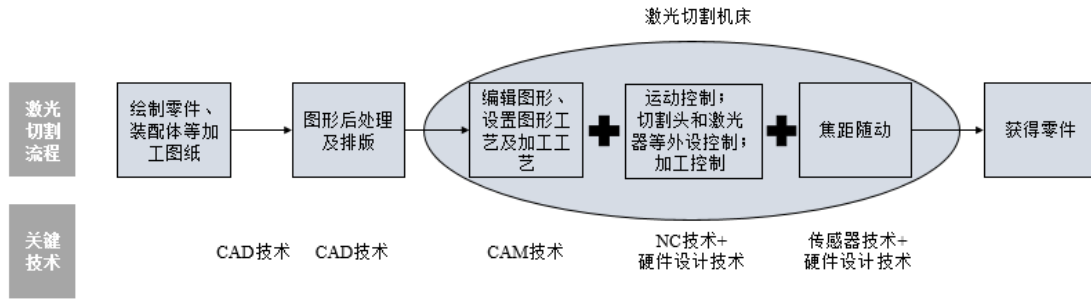 激光切割机床
激光
切割
流程
绘制零件、
装配体等加
工图纸
图形后处理
及排版
编辑图形、
设置图形工
艺及加工工
艺
运动控制；
切割头和激光
器等外设控制；
加工控制
焦距随动
获得零件
关键
技术
CAD技术
CAD技术
CAM技术
NC技术+
硬件设计技术
传感器技术+
硬件设计技术